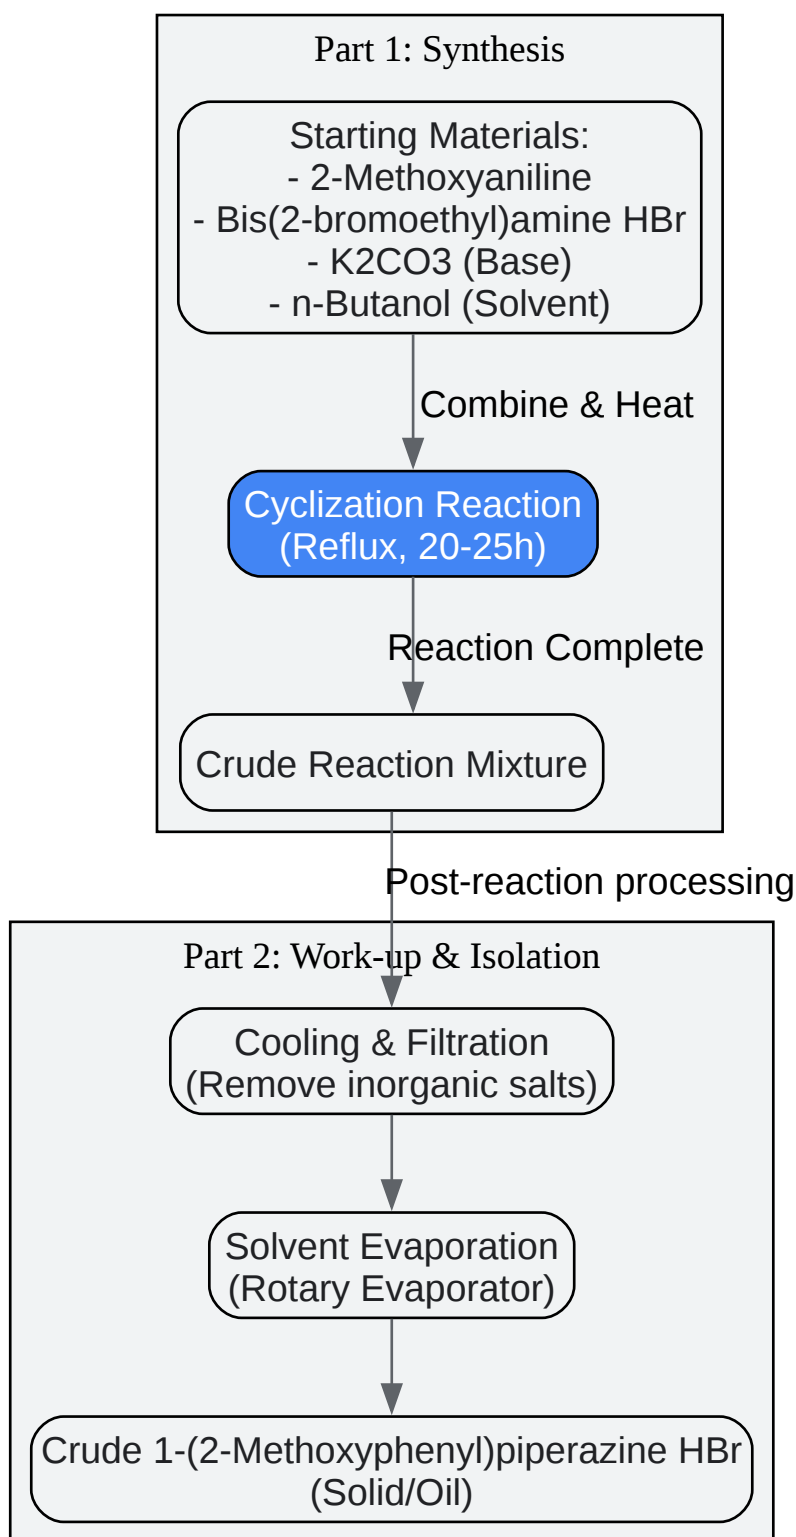 Part 1: Synthesis
Starting Materials:
- 2-Methoxyaniline
- Bis(2-bromoethyl)amine HBr
- K2CO3 (Base)
- n-Butanol (Solvent)
Combine & Heat
Cyclization Reaction
(Reflux, 20-25h)
Reaction Complete
Crude Reaction Mixture
Post-reaction processing
Part 2: Work-up & Isolation
Cooling & Filtration
(Remove inorganic salts)
Solvent Evaporation
(Rotary Evaporator)
Crude 1-(2-Methoxyphenyl)piperazine HBr
(Solid/Oil)